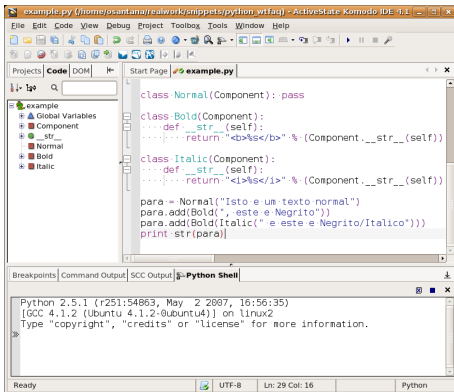 example.py (/home/osantana/realwork/snippets/python_wtfaq) - ActiveState Komodo IDE 4.1
File Edit Code View Debug Project Toolbox Tools Window Help
Projects Code DOM
Start Page example.py
example
Global Variables
Component
__str__
Normal
Bold
Italic
class Normal(Component): pass
class Bold(Component):
def __str__(self):
return "<b>%s</b>" % (Component.__str__(self))
class Italic(Component):
def __str__(self):
return "<i>%s</i>" % (Component.__str__(self))
para = Normal("Isto e um texto normal")
para.add(Bold(", este e Negrito"))
para.add(Bold(Italic(" e este e Negrito/Italico")))
print str(para)
Breakpoints Command Output SCC Output Python Shell
Python 2.5.1 (r251:54863, May 2 2007, 16:56:35)
[GCC 4.1.2 (Ubuntu 4.1.2-0ubuntu4)] on linux2
Type "copyright", "credits" or "license" for more information.
Ready UTF-8 Ln: 29 Col: 16 Python